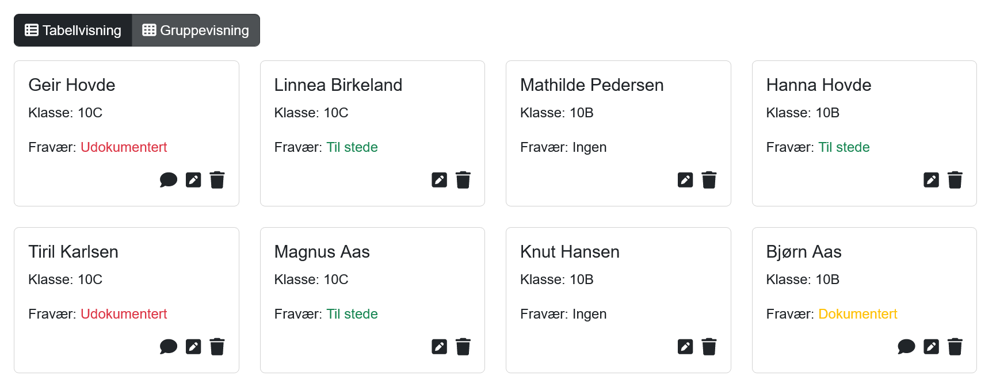 Tabellvisning Gruppevisning
Geir Hovde
Klasse: 10C
Fravær: Udokumentert
Linnea Birkeland
Klasse: 10C
Fravær: Til stede
Mathilde Pedersen
Klasse: 10B
Fravær: Ingen
Hanna Hovde
Klasse: 10B
Fravær: Til stede
Tiril Karlsen
Klasse: 10C
Fravær: Udokumentert
Magnus Aas
Klasse: 10C
Fravær: Til stede
Knut Hansen
Klasse: 10B
Fravær: Ingen
Bjørn Aas
Klasse: 10B
Fravær: Dokumentert